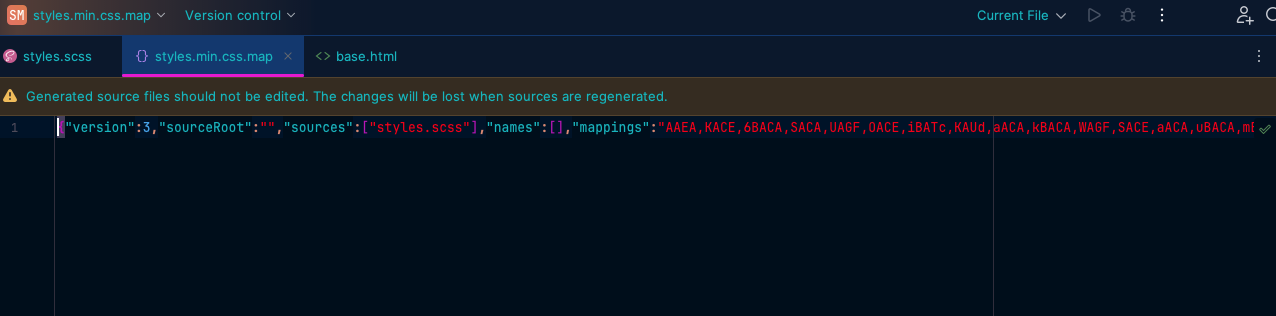 SM styles.min.css.map Version control Current File
styles.scss {} styles.min.css.map × <> base.html
Generated source files should not be edited. The changes will be lost when sources are regenerated.
1 {"version":3,"sourceRoot":"","sources":["styles.scss"],"names":[],"mappings":"AAEA,KACE,6BACA,SACA,UAGF,OACE,iBATc,KAUd,aACA,kBACA,WAGF,SACE,aACA,uBACA,